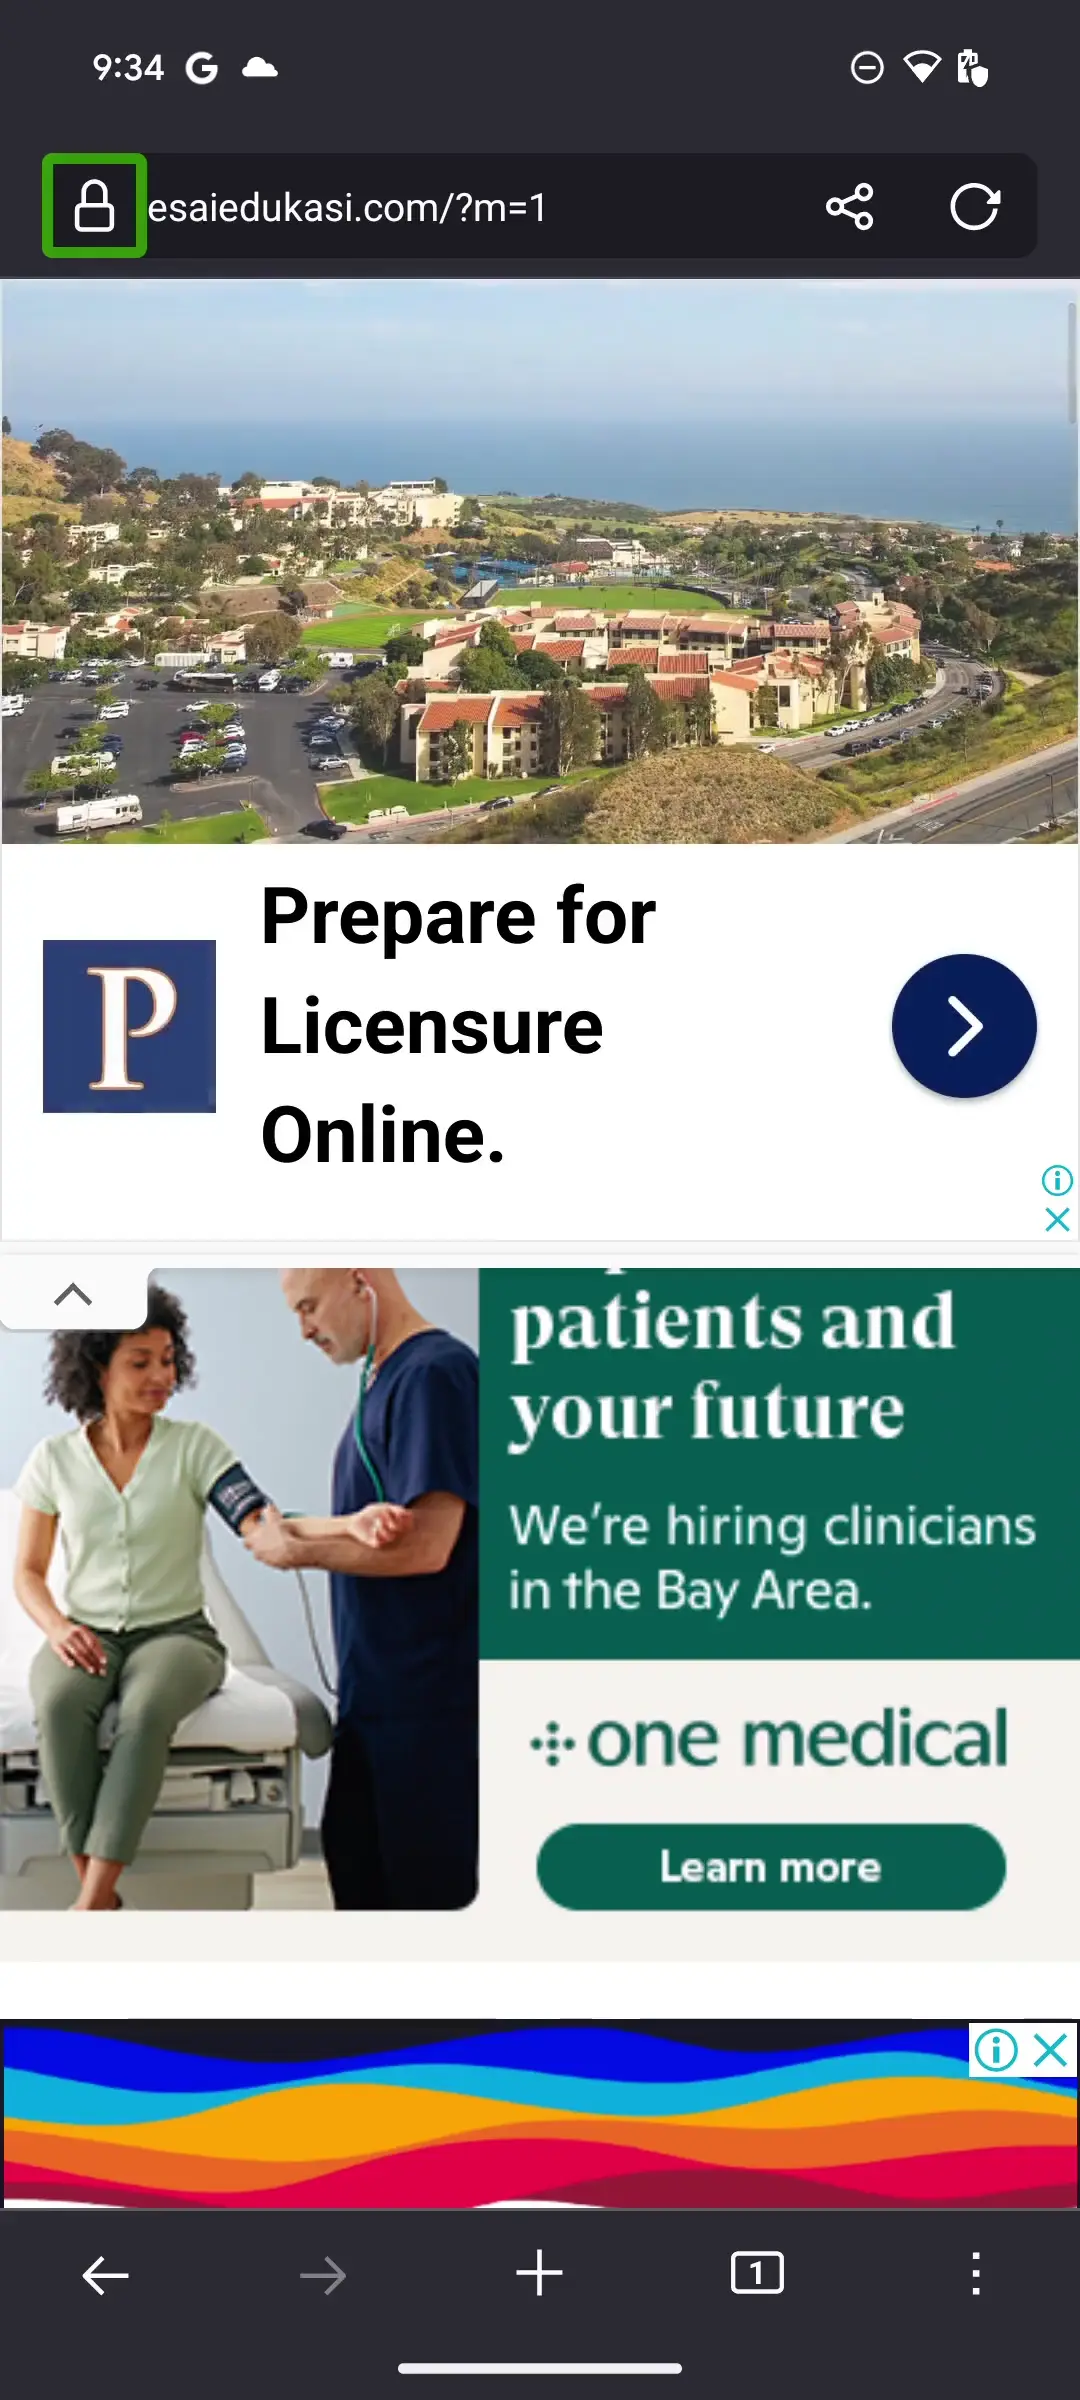 9:34
esaiedukasi.com/?m=1
P
Prepare for
Licensure
Online.
patients and
your future
We're hiring clinicians
in the Bay Area.
one medical
Learn more
1